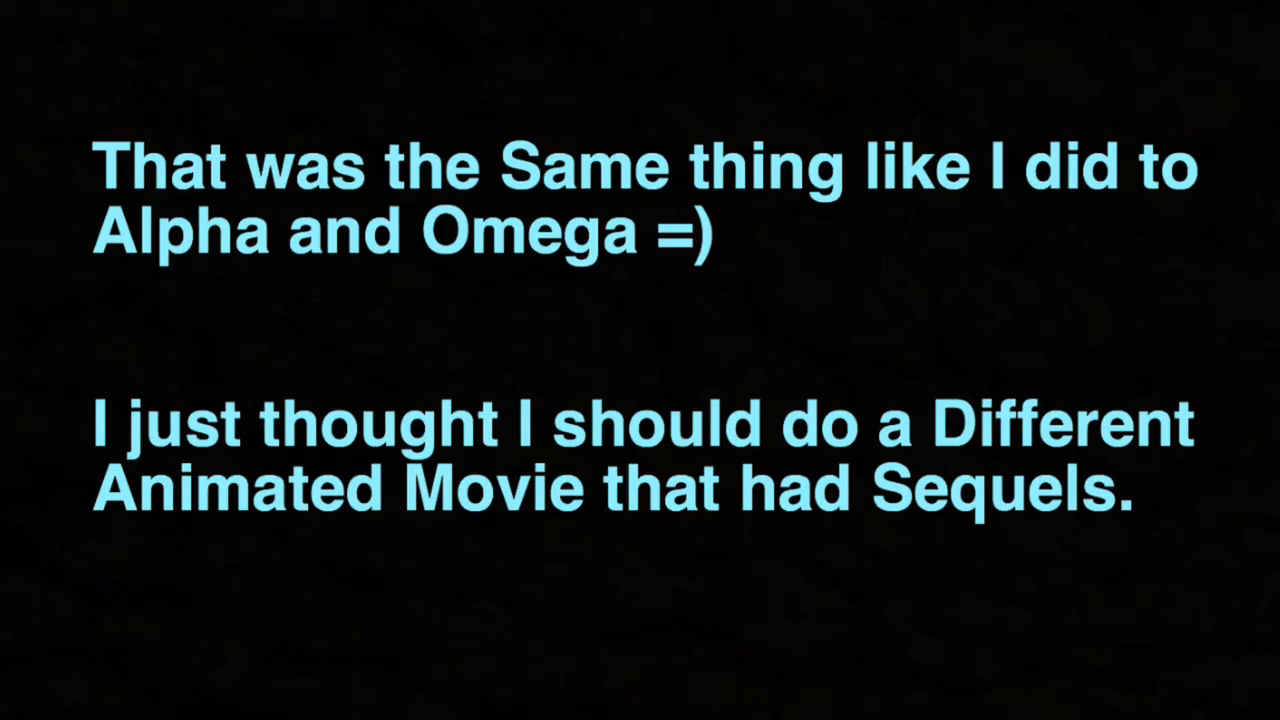 That was the Same thing like I did to
Alpha and Omega =)
I just thought I should do a Different
Animated Movie that had Sequels.